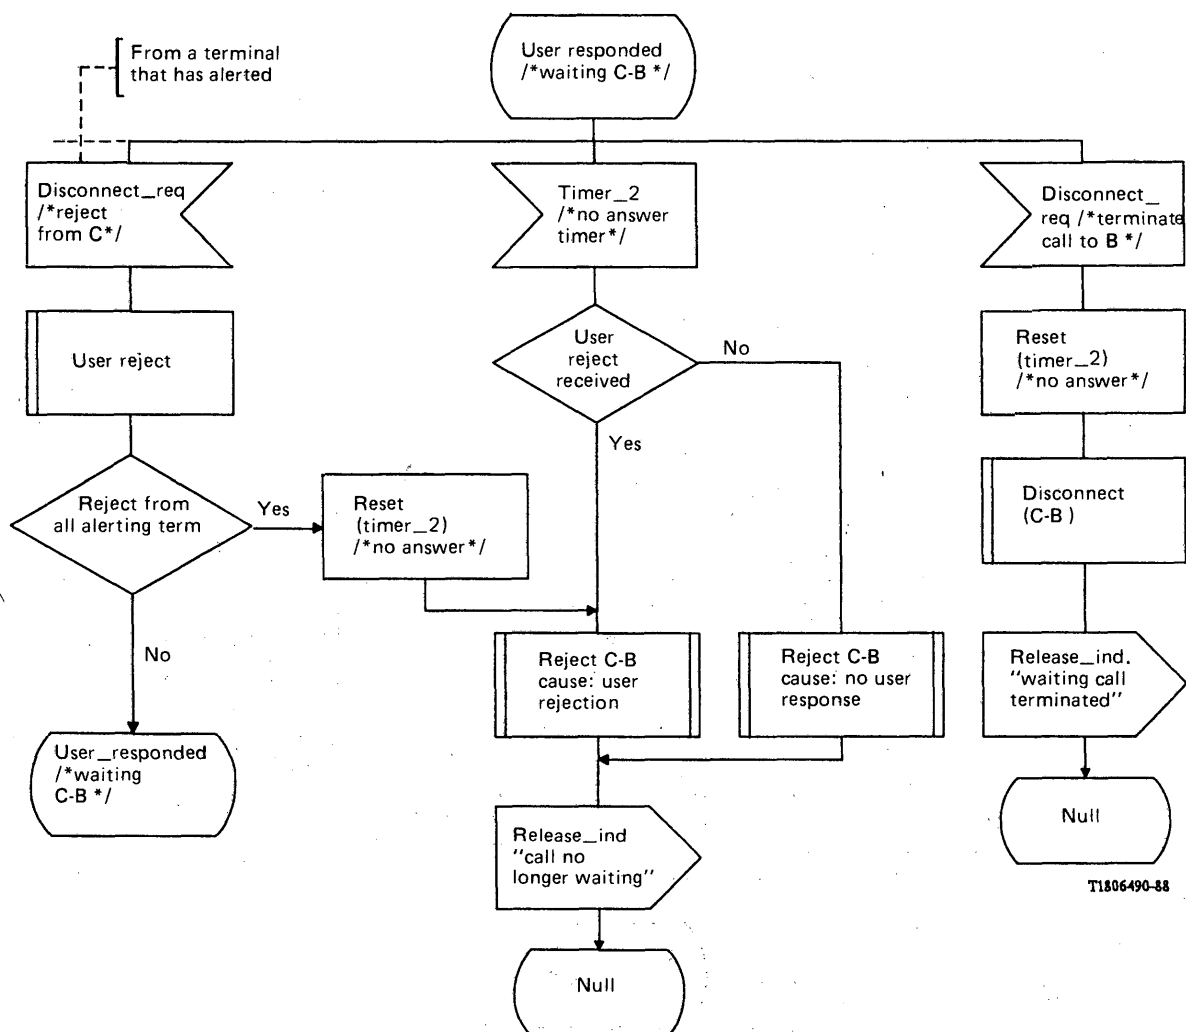 From a terminal
that has alerted
User responded
/*waiting C-B */
Disconnect_req
/*reject
from C*/
Timer_2
/*no answer
timer*/
Disconnect_
req /*terminate
call to B */
User reject
User
reject
received
No
Yes
Reset
(timer_2)
/*no answer*/
Reject from
all alerting term
Yes
No
Reset
(timer_2)
/*no answer*/
Disconnect
(C-B )
Reject C-B
cause: user
rejection
Reject C-B
cause: no user
response
Release_ind.
"waiting call
terminated"
User_responded
/*waiting
C-B */
Release_ind
"call no
longer waiting"
Null
Null
T1806490-88